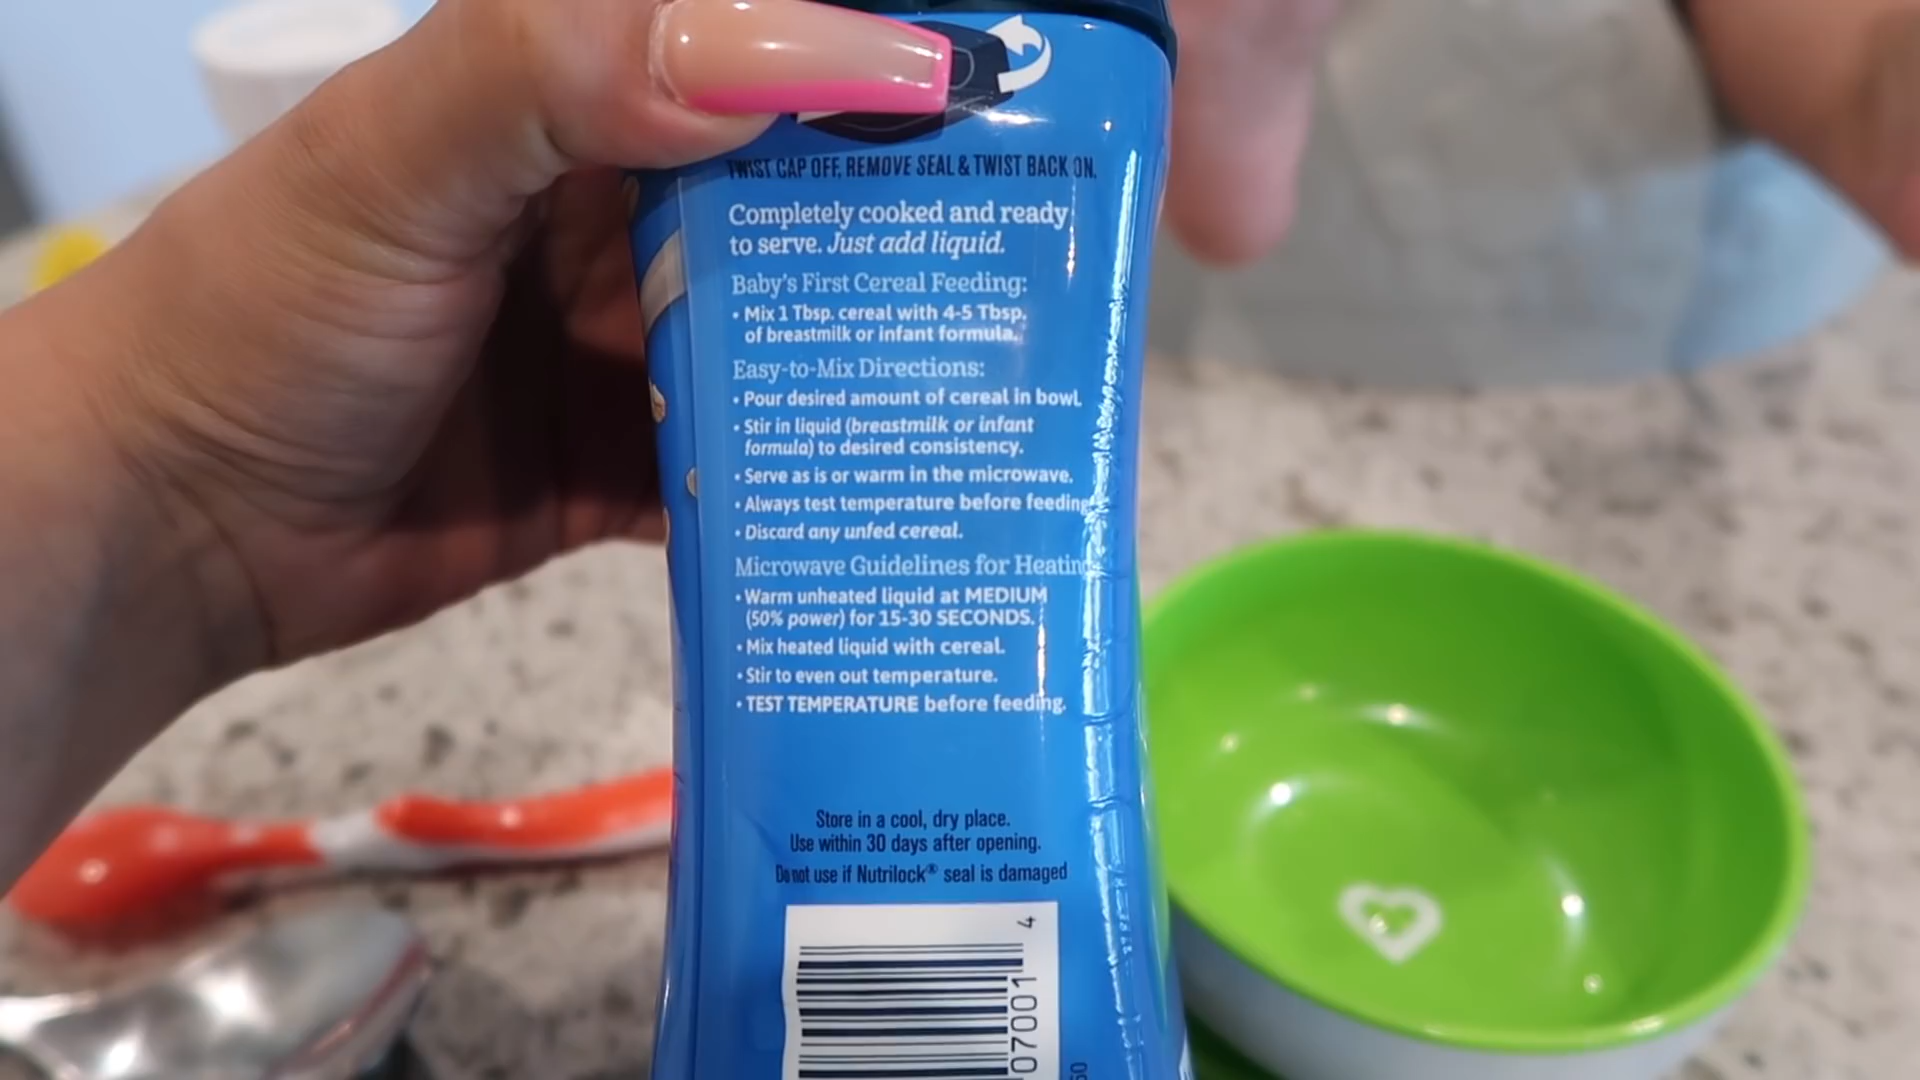 TWIST CAP OFF, REMOVE SEAL & TWIST BACK ON.
Completely cooked and ready
to serve. Just add liquid.
Baby's First Cereal Feeding:
• Mix 1 Tbsp. cereal with 4-5 Tbsp.
of breastmilk or infant formula.
Easy-to-Mix Directions:
• Pour desired amount of cereal in bowl.
• Stir in liquid (breastmilk or infant
formula) to desired consistency.
• Serve as is or warm in the microwave.
• Always test temperature before feeding
• Discard any unfed cereal.
Microwave Guidelines for Heating
• Warm unheated liquid at MEDIUM
(50% power) for 15-30 SECONDS.
• Mix heated liquid with cereal.
• Stir to even out temperature.
• TEST TEMPERATURE before feeding.
Store in a cool, dry place.
Use within 30 days after opening.
Do not use if Nutrilock® seal is damaged
4
07001